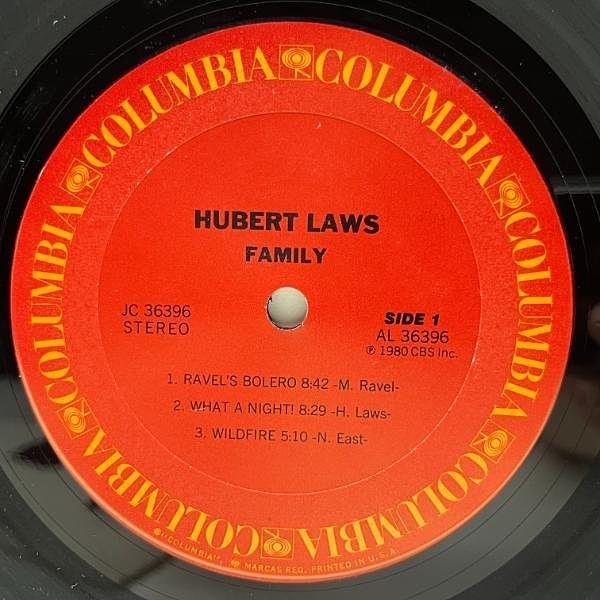 COLUMBIA COLUMBIA COLUMBIA COLUMBIA COLUMBIA COLUMBIA COLUMBIA
HUBERT LAWS
FAMILY
JC 36396
STEREO
SIDE 1
AL 36396
℗ 1980 CBS Inc.
1. RAVEL'S BOLERO 8:42 -M. Ravel-
2. WHAT A NIGHT! 8:29 -H. Laws-
3. WILDFIRE 5:10 -N. East-
"COLUMBIA", MARCAS REG. PRINTED IN U.S.A.